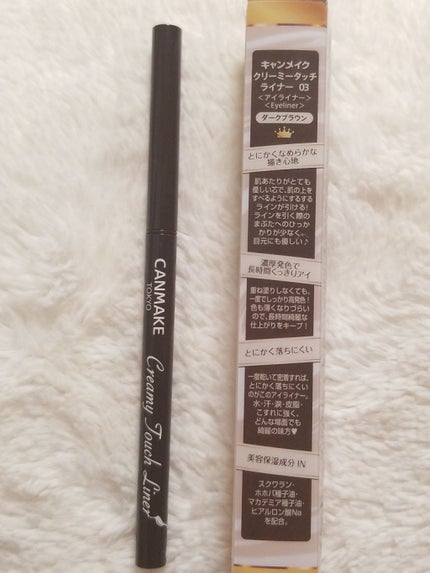 CANMAKE
TOKYO
Creamy Touch Liner
キャンメイク
クリーミータッチ
ライナー 03
<アイライナー>
<Eyeliner>
ダークブラウン
とにかくなめらかな
描き心地
肌あたりがとても
優しい芯で、肌の上を
すべるようにするする
ラインが引ける!
ラインを引く際の
まぶたへのひっか
かりが少なく、
目元にも優しい♪
濃厚発色で
長時間くっきりアイ
重ね塗りしなくても、
一度でしっかり高発色!
色も薄くなりづらい
ので、長時間綺麗な
仕上がりをキープ!
とにかく落ちにくい
一度乾いて密着すれば、
とにかく落ちにくい
のがこのアイライナー。
水・汗・涙・皮脂・
こすれに強く、
どんな場面でも
綺麗の味方♥
美容保湿成分 IN
スクワラン・
ホホバ種子油・
マカデミア種子油・
ヒアルロン酸Na
を配合。